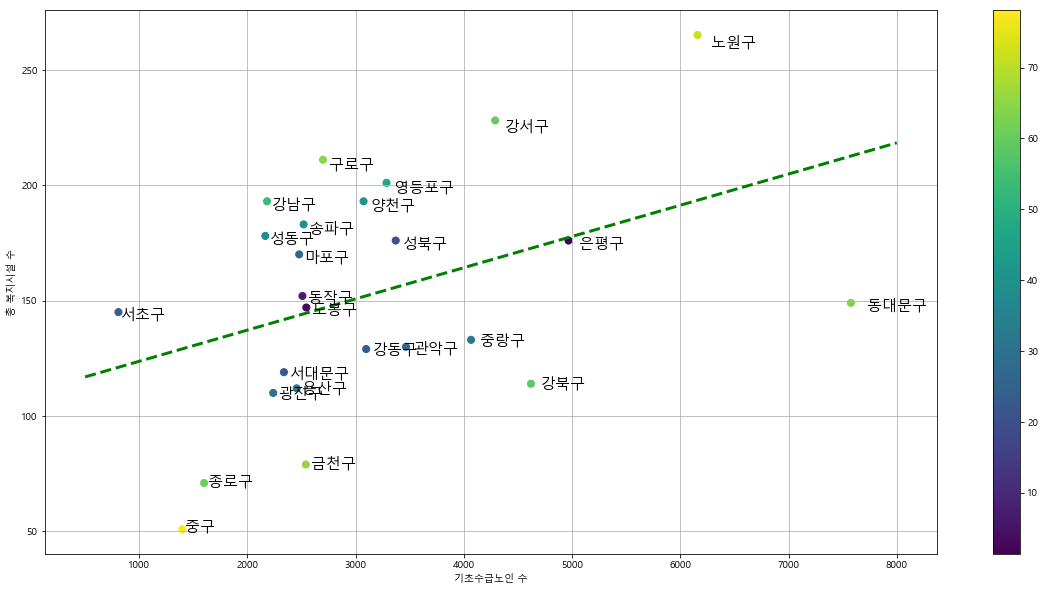 노원구
강서구
구로구
영등포구
강남구
양천구
송파구
성동구
성북구
은평구
마포구
동작구
도봉구
서초구
동대문구
중랑구
강동구
관악구
서대문구
용산구
광진구
강북구
금천구
종로구
중구
250
200
150
100
50
총 복지시설 수
1000 2000 3000 4000 5000 6000 7000 8000
기초수급노인 수
70
60
50
40
30
20
10